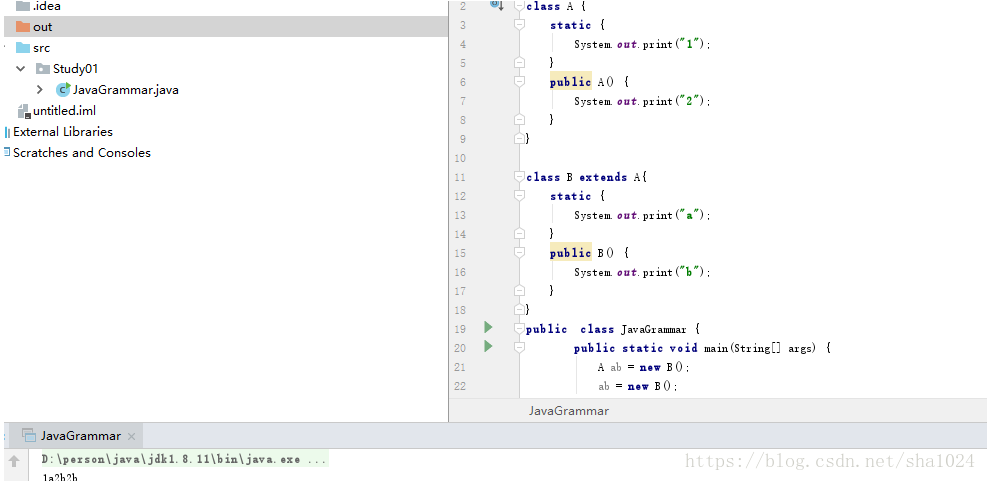 .idea
out
src
Study01
JavaGrammar.java
untitled.iml
External Libraries
Scratches and Consoles
2 class A {
3 static {
4 System.out.print("1");
5 }
6 public A() {
7 System.out.print("2");
8 }
9 }
10
11 class B extends A{
12 static {
13 System.out.print("a");
14 }
15 public B() {
16 System.out.print("b");
17 }
18 }
19 public class JavaGrammar {
20 public static void main(String[] args) {
21 A ab = new B();
22 ab = new B();
JavaGrammar
JavaGrammar ×
D:\person\java\jdk1.8.11\bin\java.exe ...
1a2b2b
https://blog.csdn.net/sha1024